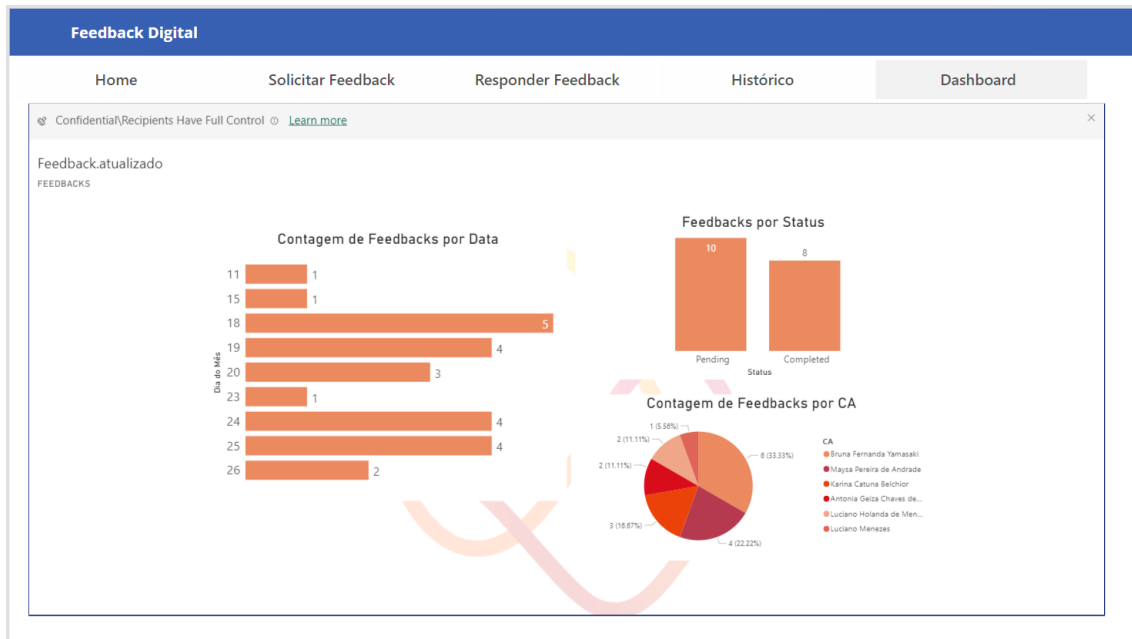 Feedback Digital
Home
Solicitar Feedback
Responder Feedback
Histórico
Dashboard
Confidential\Recipients Have Full Control
Learn more
Feedback.atualizado
FEEDBACKS
Contagem de Feedbacks por Data
Dia do Mês
11 1
15 1
18 5
19 4
20 3
23 1
24 4
25 4
26 2
Feedbacks por Status
10
8
Pending
Completed
Status
Contagem de Feedbacks por CA
1 (5.56%)
2 (11.11%)
2 (11.11%)
3 (16.67%)
6 (33.33%)
4 (22.22%)
CA
Bruna Fernanda Yamasaki
Maysa Pereira de Andrade
Karina Catuna Belchior
Antonia Geiza Chaves de...
Luciano Holanda de Men...
Luciano Menezes